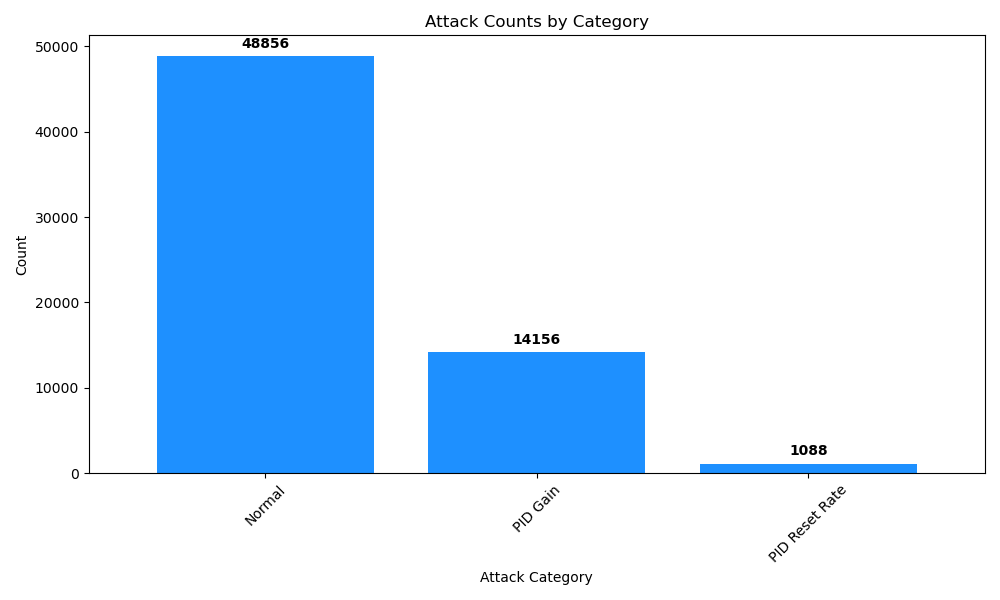 Attack Counts by Category
Count
50000
40000
30000
20000
10000
0
48856
14156
1088
Normal
PID Gain
PID Reset Rate
Attack Category